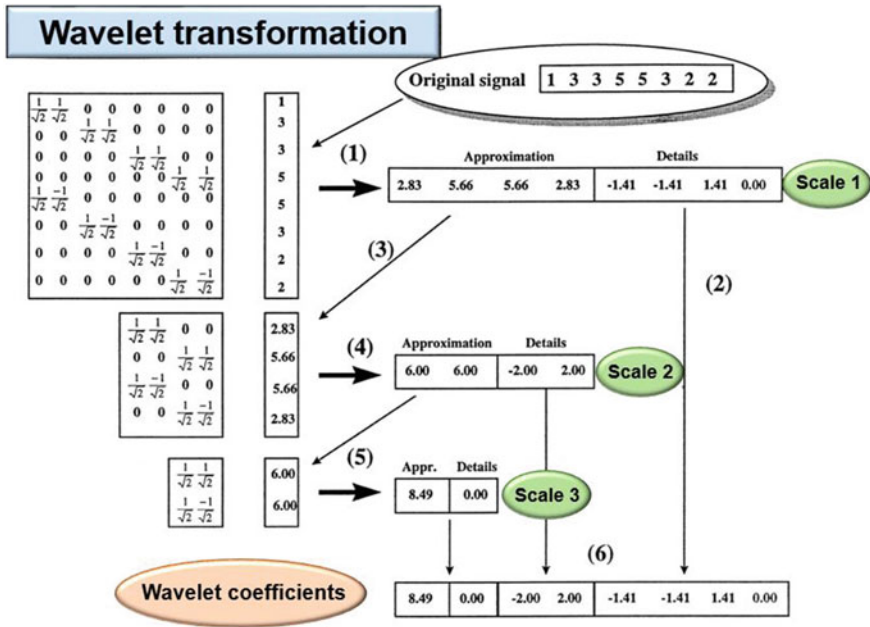 Wavelet transformation
Original signal 1 3 3 5 5 3 2 2
1/√2 1/√2 0 0 0 0 0 0
0 0 1/√2 1/√2 0 0 0 0
0 0 0 0 1/√2 1/√2 0 0
0 0 0 0 0 0 1/√2 1/√2
1/√2 -1/√2 0 0 0 0 0 0
0 0 1/√2 -1/√2 0 0 0 0
0 0 0 0 1/√2 -1/√2 0 0
0 0 0 0 0 0 1/√2 -1/√2
1
3
3
5
5
3
2
2
(1)
Approximation Details
2.83 5.66 5.66 2.83 -1.41 -1.41 1.41 0.00
Scale 1
(3)
(2)
1/√2 1/√2 0 0
0 0 1/√2 1/√2
1/√2 -1/√2 0 0
0 0 1/√2 -1/√2
2.83
5.66
5.66
2.83
(4)
Approximation Details
6.00 6.00 -2.00 2.00
Scale 2
1/√2 1/√2
1/√2 -1/√2
6.00
6.00
(5)
Appr. Details
8.49 0.00
Scale 3
(6)
Wavelet coefficients
8.49 0.00 -2.00 2.00 -1.41 -1.41 1.41 0.00